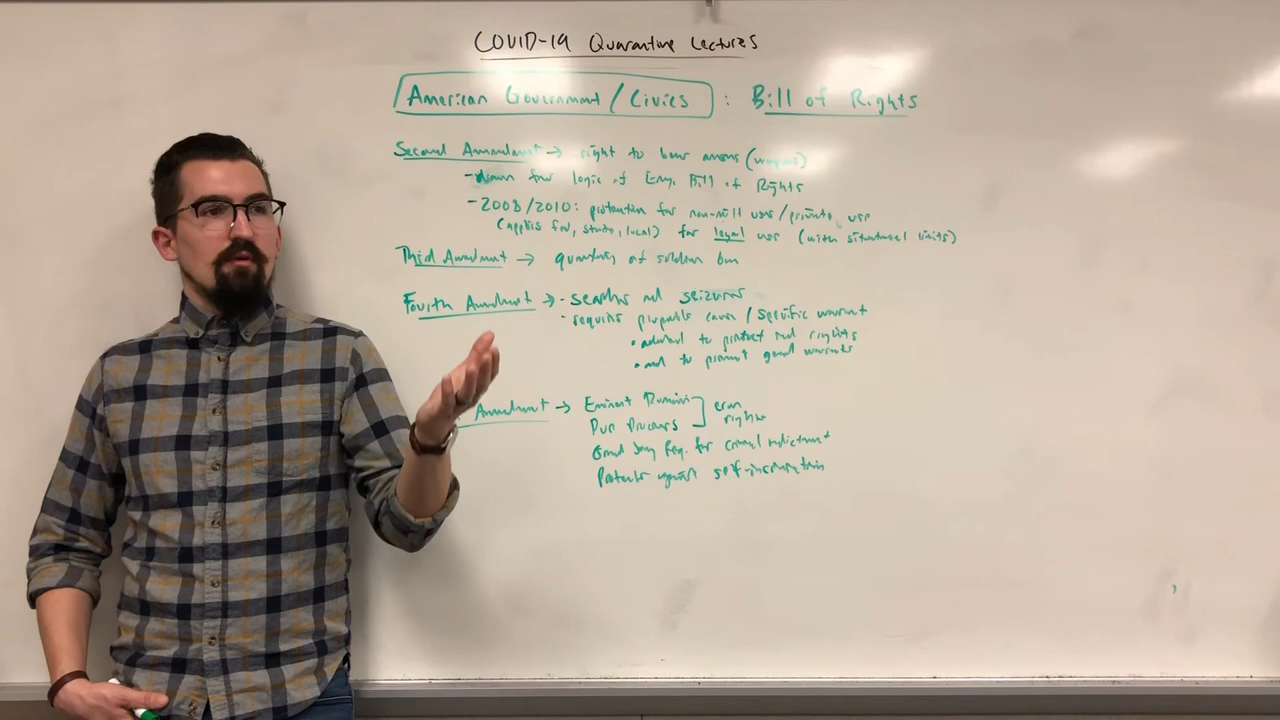 COVID-19 Quarantine Lectures
American Government / Civics : Bill of Rights
Second Amendment → right to bear arms (weapons)
- drawn from logic of Eng. Bill of Rights
- 2008/2010: protection for non-mil use/private use
(applies fed, state, local) for legal use (with situational limits)
Third Amendment → quartering of soldiers ban
Fourth Amendment → - searches and seizures
- requires probable cause / specific warrant
• to protect ind rights
• and to prevent general warrants
Amendment → Eminent Domain
Due Process
rights
Grand Jury Req. for criminal indictment
Protects against self-incrimination